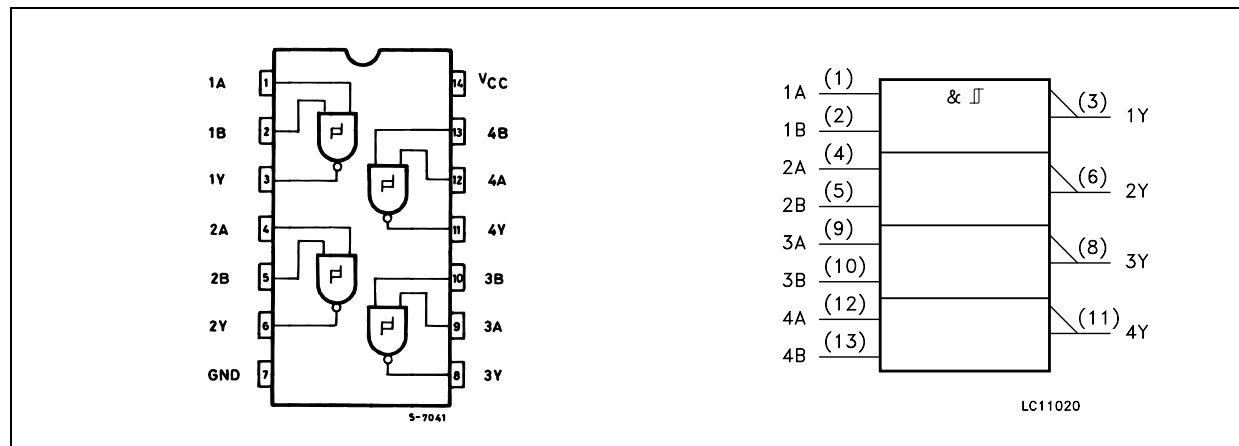 1A 1 14 VCC
1B 2 13 4B
1Y 3 12 4A
2A 4 11 4Y
2B 5 10 3B
2Y 6 9 3A
GND 7 8 3Y
S-7041
& 
1A (1)
1B (2)
2A (4)
2B (5)
3A (9)
3B (10)
4A (12)
4B (13)
(3) 1Y
(6) 2Y
(8) 3Y
(11) 4Y
LC11020